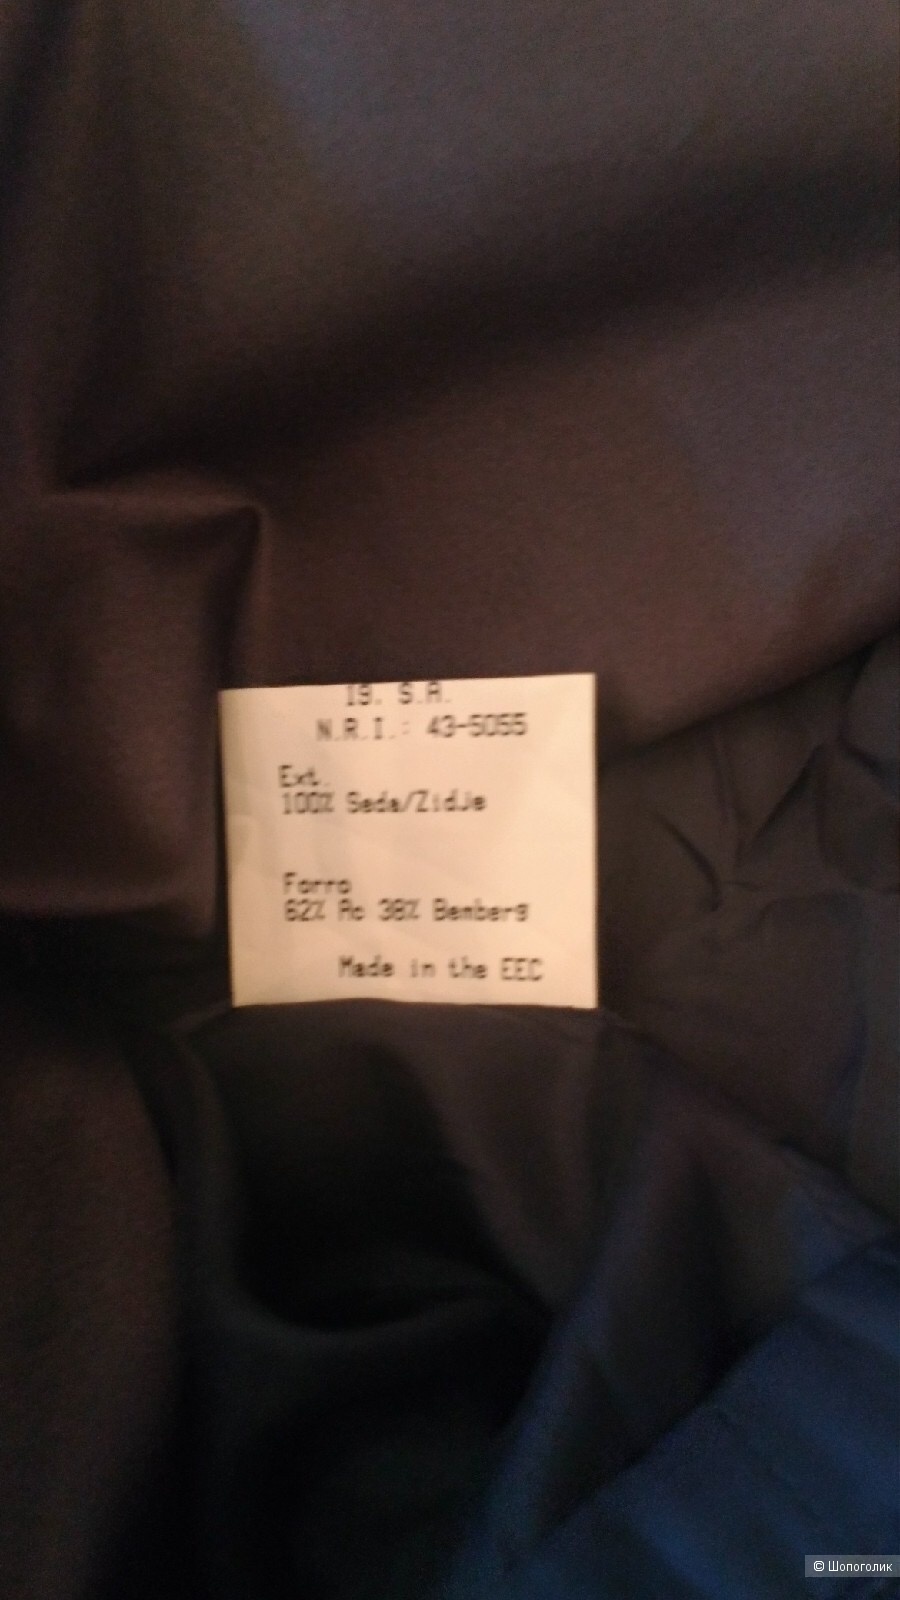 19. S.A.
N.R.I.: 43-5055
Ext.
100% Seda/ZidJe
Forro
62% Ac 38% Bemberg
Made in the EEC
© Шопоголик